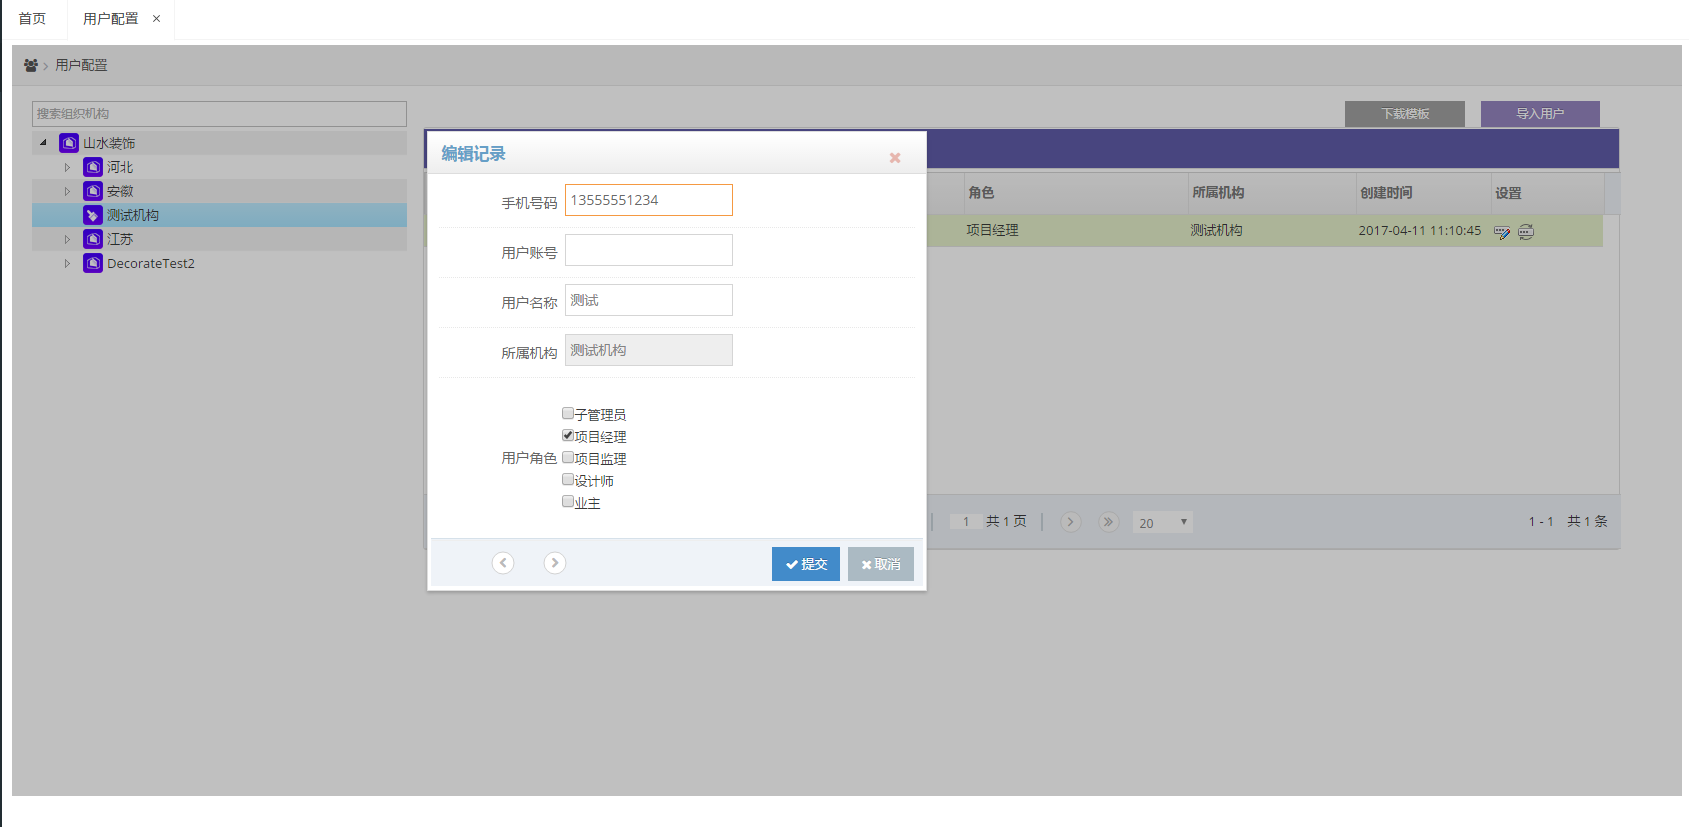 首页 用户配置 ×
用户配置
搜索组织机构
下载模板 导入用户
山水装饰
河北
安徽
测试机构
江苏
DecorateTest2
编辑记录
手机号码 13555551234
用户账号
用户名称 测试
所属机构 测试机构
用户角色
子管理员
项目经理
项目监理
设计师
业主
提交 取消
角色 所属机构 创建时间 设置
项目经理 测试机构 2017-04-11 11:10:45
1 共 1 页 20 1 - 1 共 1 条